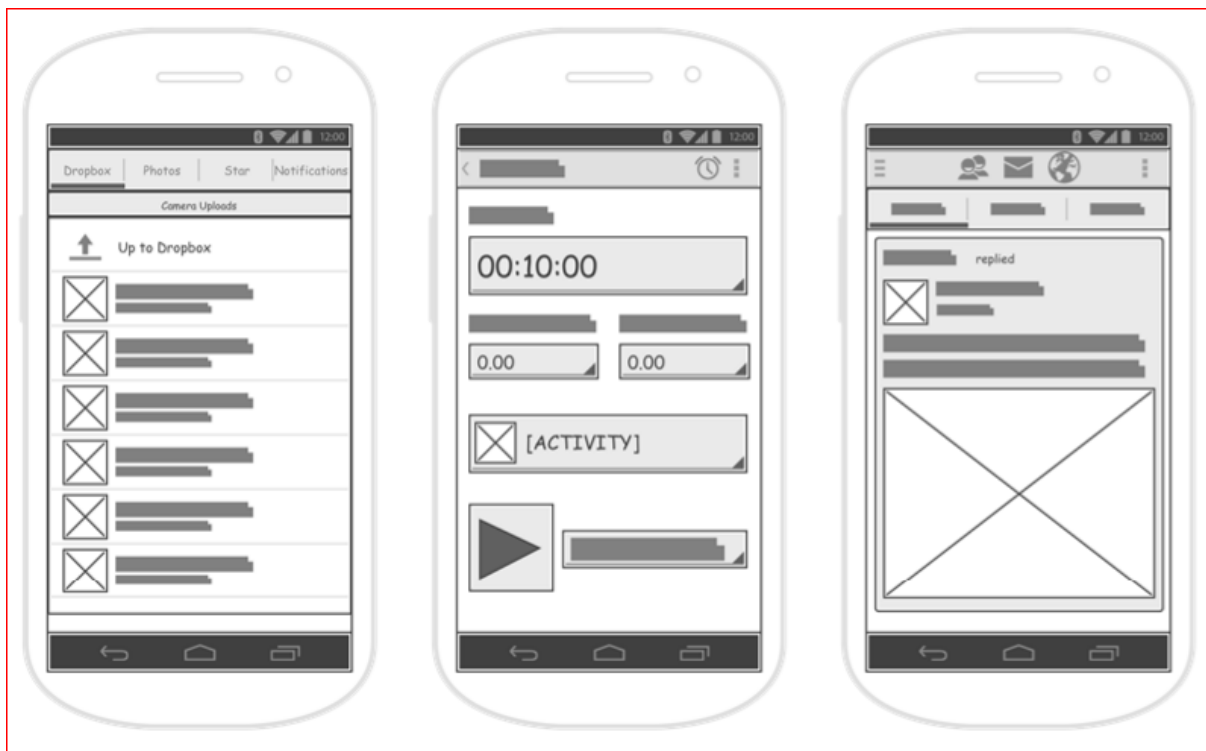 12:00
Dropbox Photos Star Notifications
Camera Uploads
Up to Dropbox
12:00
00:10:00
0.00 0.00
[ACTIVITY]
12:00
replied